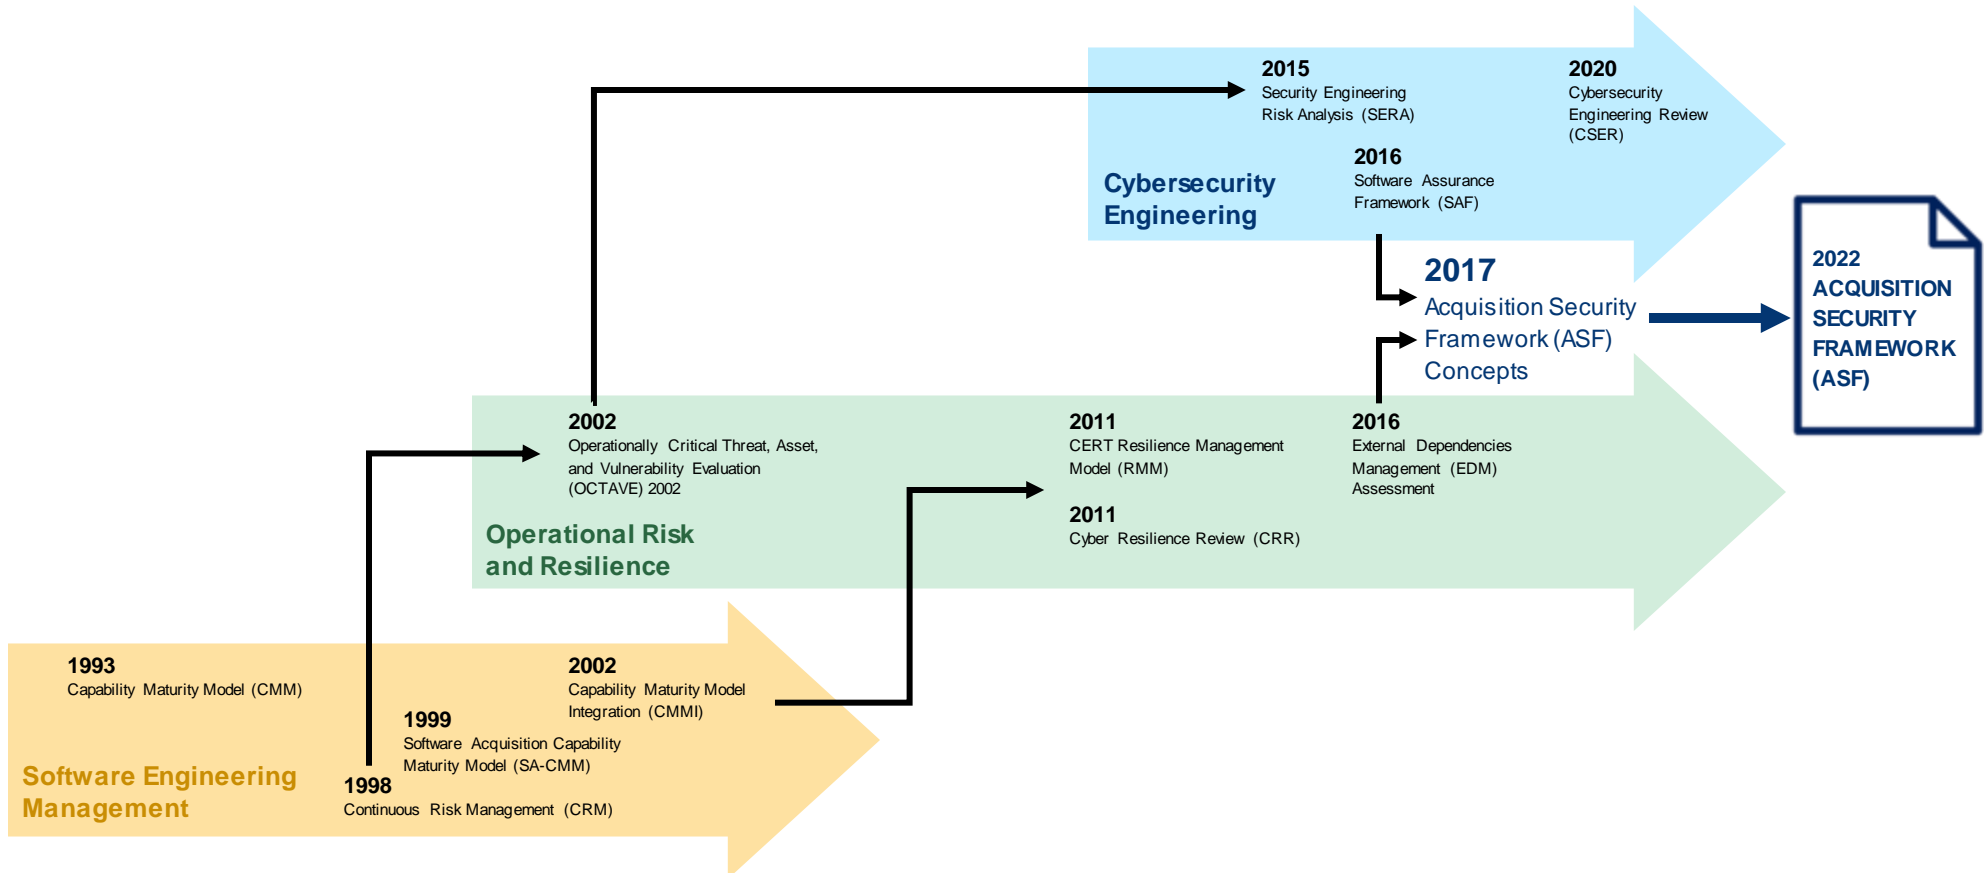 2015
Security Engineering
Risk Analysis (SERA)
2020
Cybersecurity
Engineering Review
(CSER)
2016
Software Assurance
Framework (SAF)
Cybersecurity
Engineering
2017
Acquisition Security
Framework (ASF)
Concepts
2022
ACQUISITION
SECURITY
FRAMEWORK
(ASF)
2002
Operationally Critical Threat, Asset,
and Vulnerability Evaluation
(OCTAVE) 2002
2011
CERT Resilience Management
Model (RMM)
2011
Cyber Resilience Review (CRR)
2016
External Dependencies
Management (EDM)
Assessment
Operational Risk
and Resilience
1993
Capability Maturity Model (CMM)
2002
Capability Maturity Model
Integration (CMMI)
1999
Software Acquisition Capability
Maturity Model (SA-CMM)
1998
Continuous Risk Management (CRM)
Software Engineering
Management